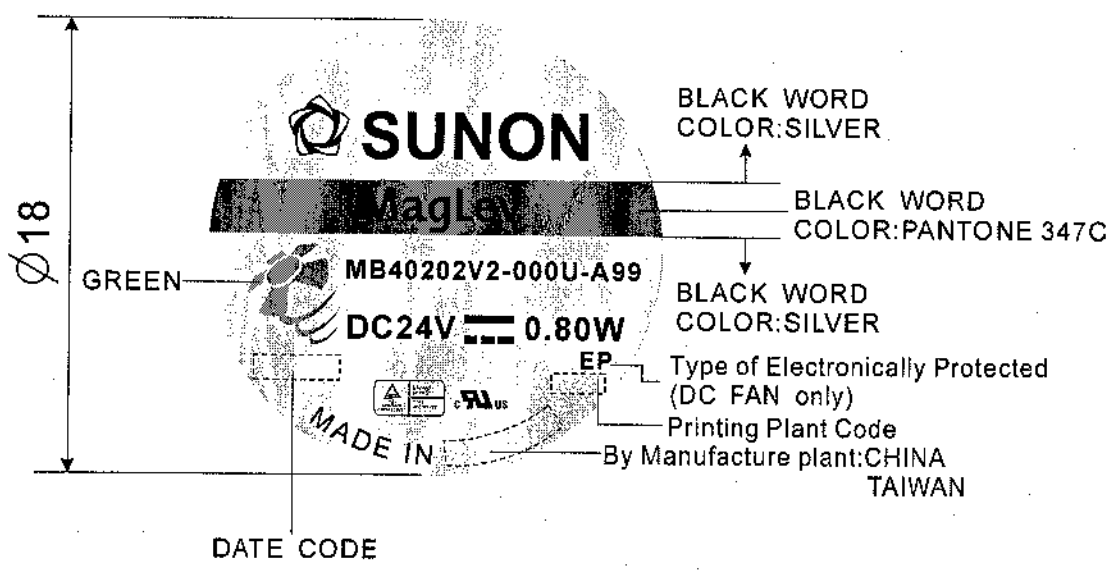 SUNON
BLACK WORD
COLOR:SILVER
MagLev
BLACK WORD
COLOR:PANTONE 347C
Ø18
GREEN
MB40202V2-000U-A99
BLACK WORD
COLOR:SILVER
DC24V 0.80W
EP
Type of Electronically Protected
(DC FAN only)
c US
Printing Plant Code
MADE IN
By Manufacture plant:CHINA
TAIWAN
DATE CODE